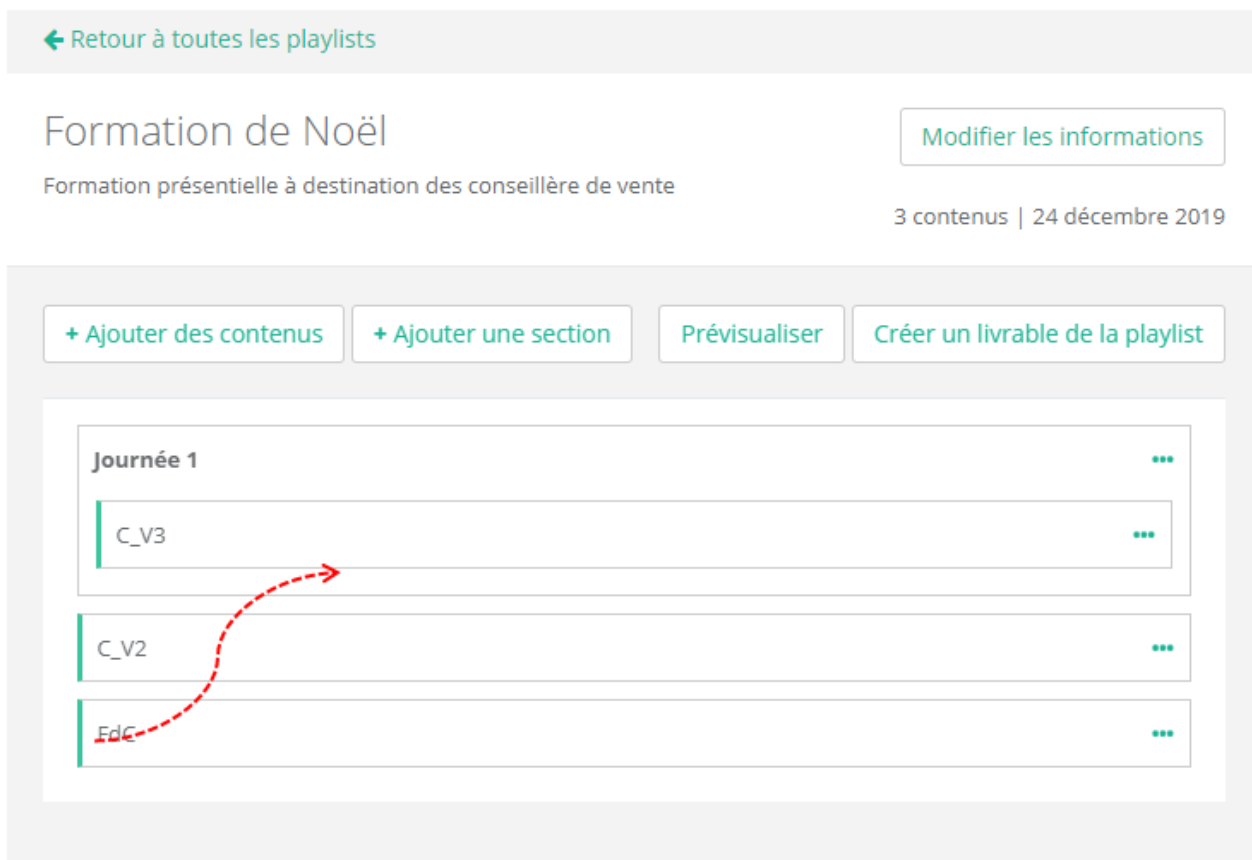 Retour à toutes les playlists
Formation de Noël
Modifier les informations
Formation présentielle à destination des conseillère de vente
3 contenus | 24 décembre 2019
+ Ajouter des contenus + Ajouter une section Prévisualiser Créer un livrable de la playlist
Journée 1
C_V3
C_V2
FdC